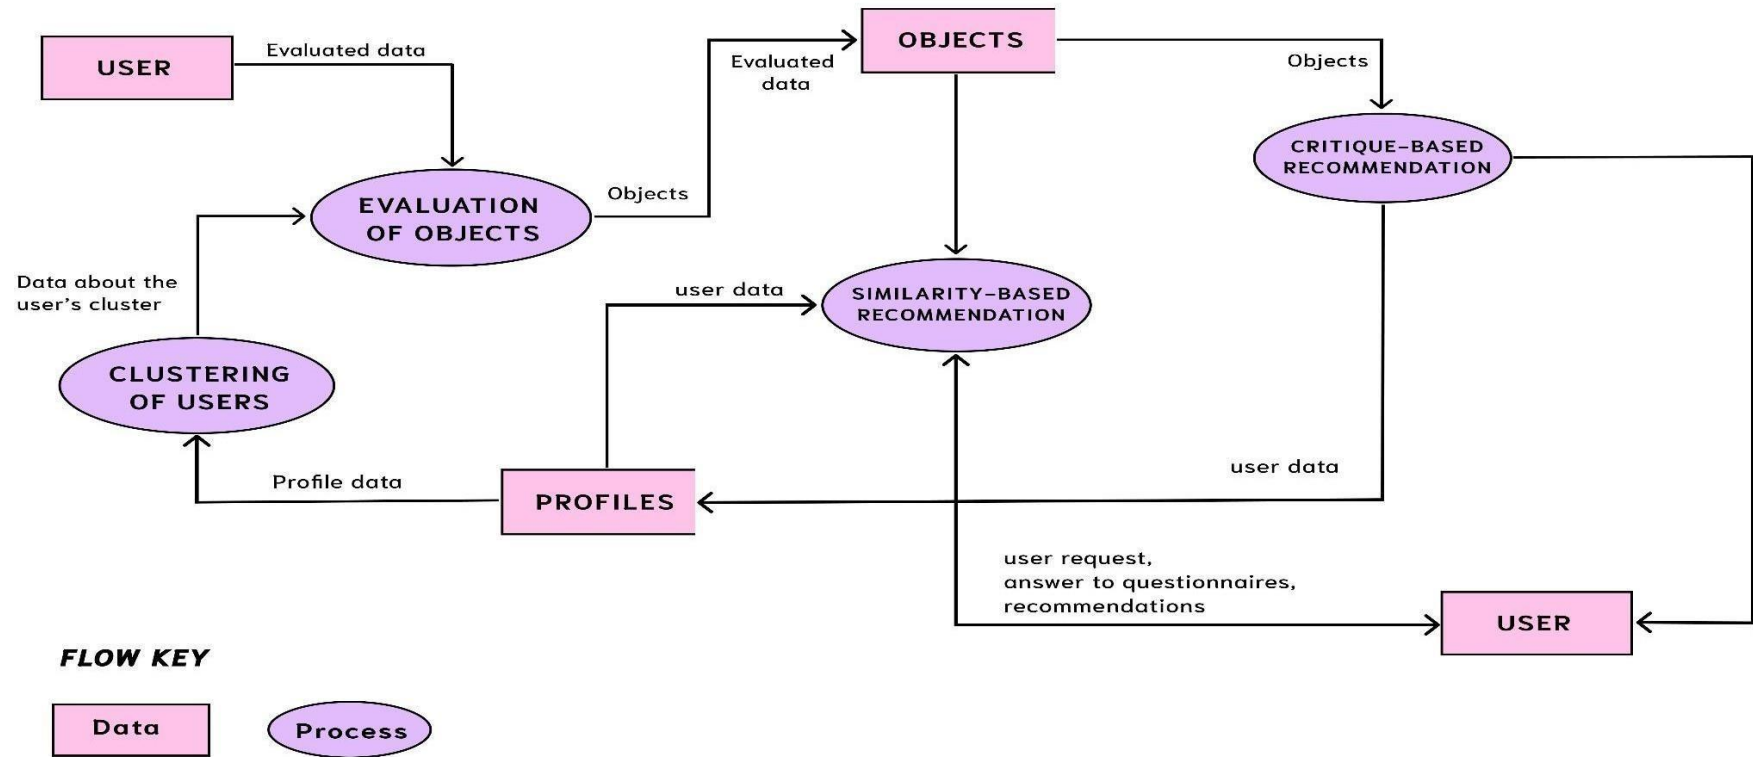 USER
Evaluated data
Evaluated
data
OBJECTS
Objects
CRITIQUE-BASED
RECOMMENDATION
EVALUATION
OF OBJECTS
Objects
Data about the
user's cluster
user data
SIMILARITY-BASED
RECOMMENDATION
CLUSTERING
OF USERS
Profile data
PROFILES
user data
user request,
answer to questionnaires,
recommendations
USER
FLOW KEY
Data
Process